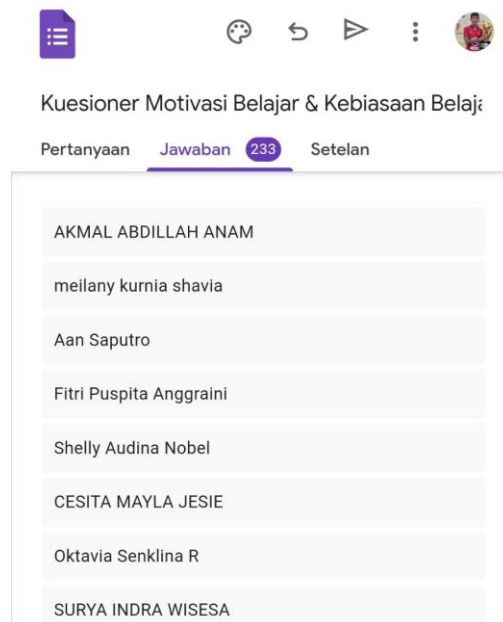 Kuesioner Motivasi Belajar & Kebiasaan Belaja
Pertanyaan Jawaban 233 Setelan
AKMAL ABDILLAH ANAM
meilany kurnia shavia
Aan Saputro
Fitri Puspita Anggraini
Shelly Audina Nobel
CESITA MAYLA JESIE
Oktavia Senklina R
SURYA INDRA WISESA